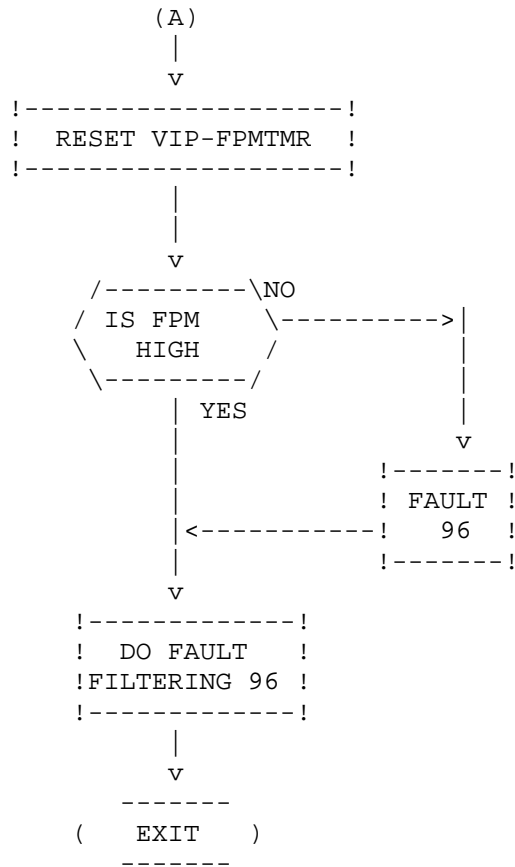 (A)
RESET VIP-FPMTMR
NO
IS FPM
HIGH
YES
FAULT
96
DO FAULT
FILTERING 96
EXIT